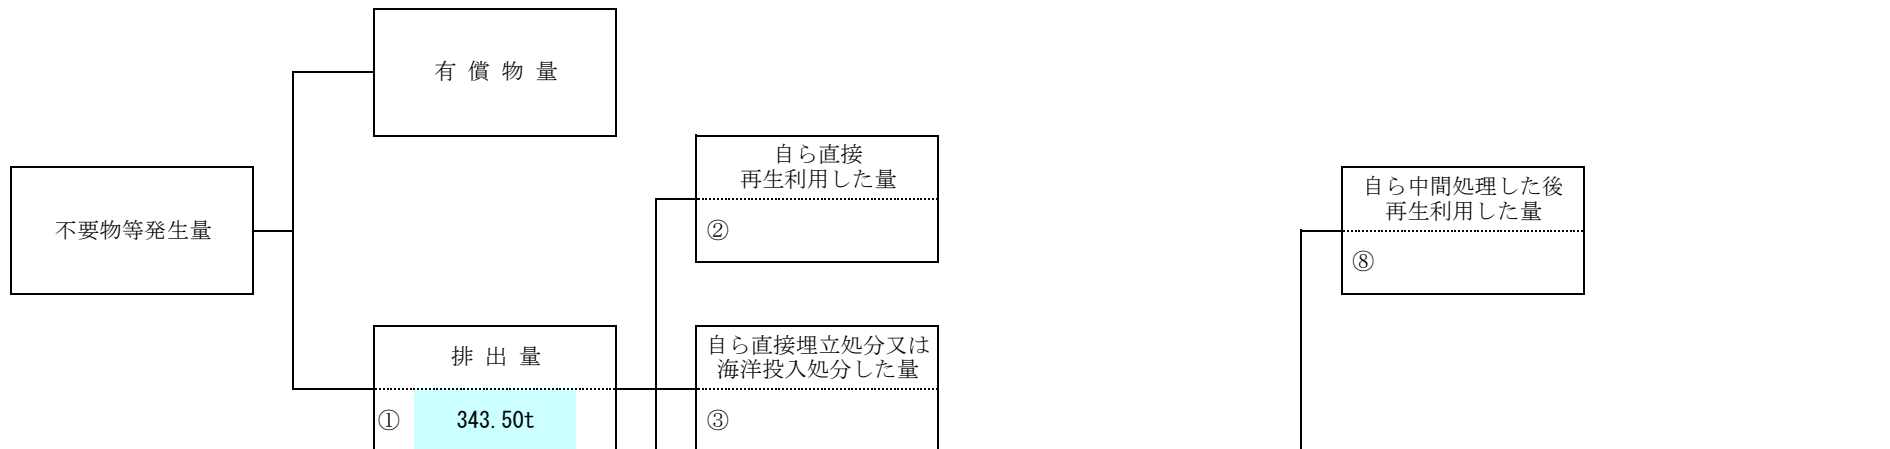 有 償 物 量
自ら直接
再生利用した量
②
不要物等発生量
自ら中間処理した後
再生利用した量
⑧
排 出 量
① 343.50t
自ら直接埋立処分又は
海洋投入処分した量
③